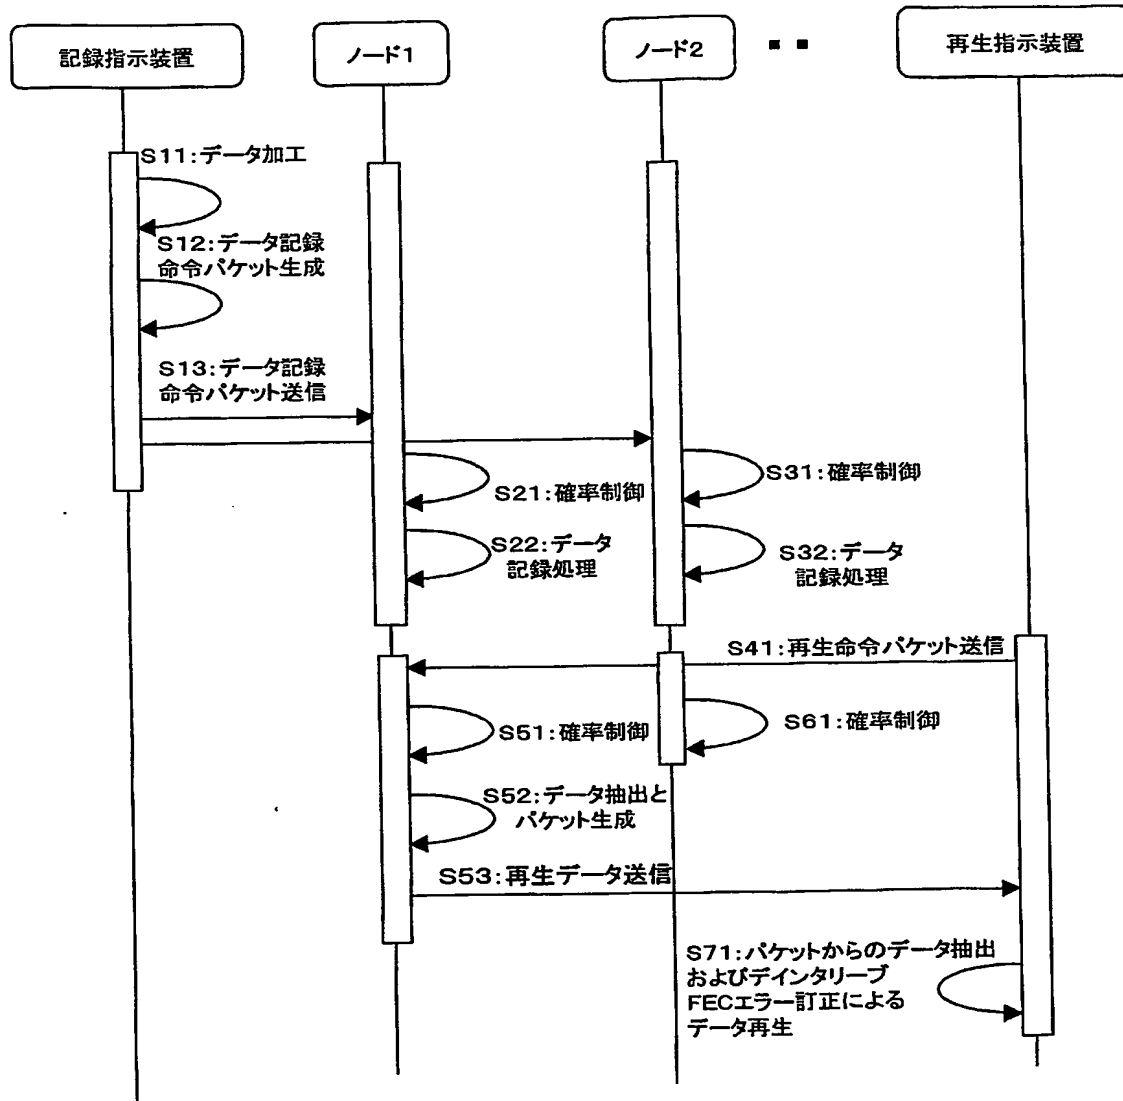 記録指示装置
ノード1
ノード2
再生指示装置
S11:データ加工
S12:データ記録
命令パケット生成
S13:データ記録
命令パケット送信
S21:確率制御
S31:確率制御
S22:データ
記録処理
S32:データ
記録処理
S41:再生命令パケット送信
S51:確率制御
S61:確率制御
S52:データ抽出と
パケット生成
S53:再生データ送信
S71:パケットからのデータ抽出
およびデインタリーブ
FECエラー訂正による
データ再生